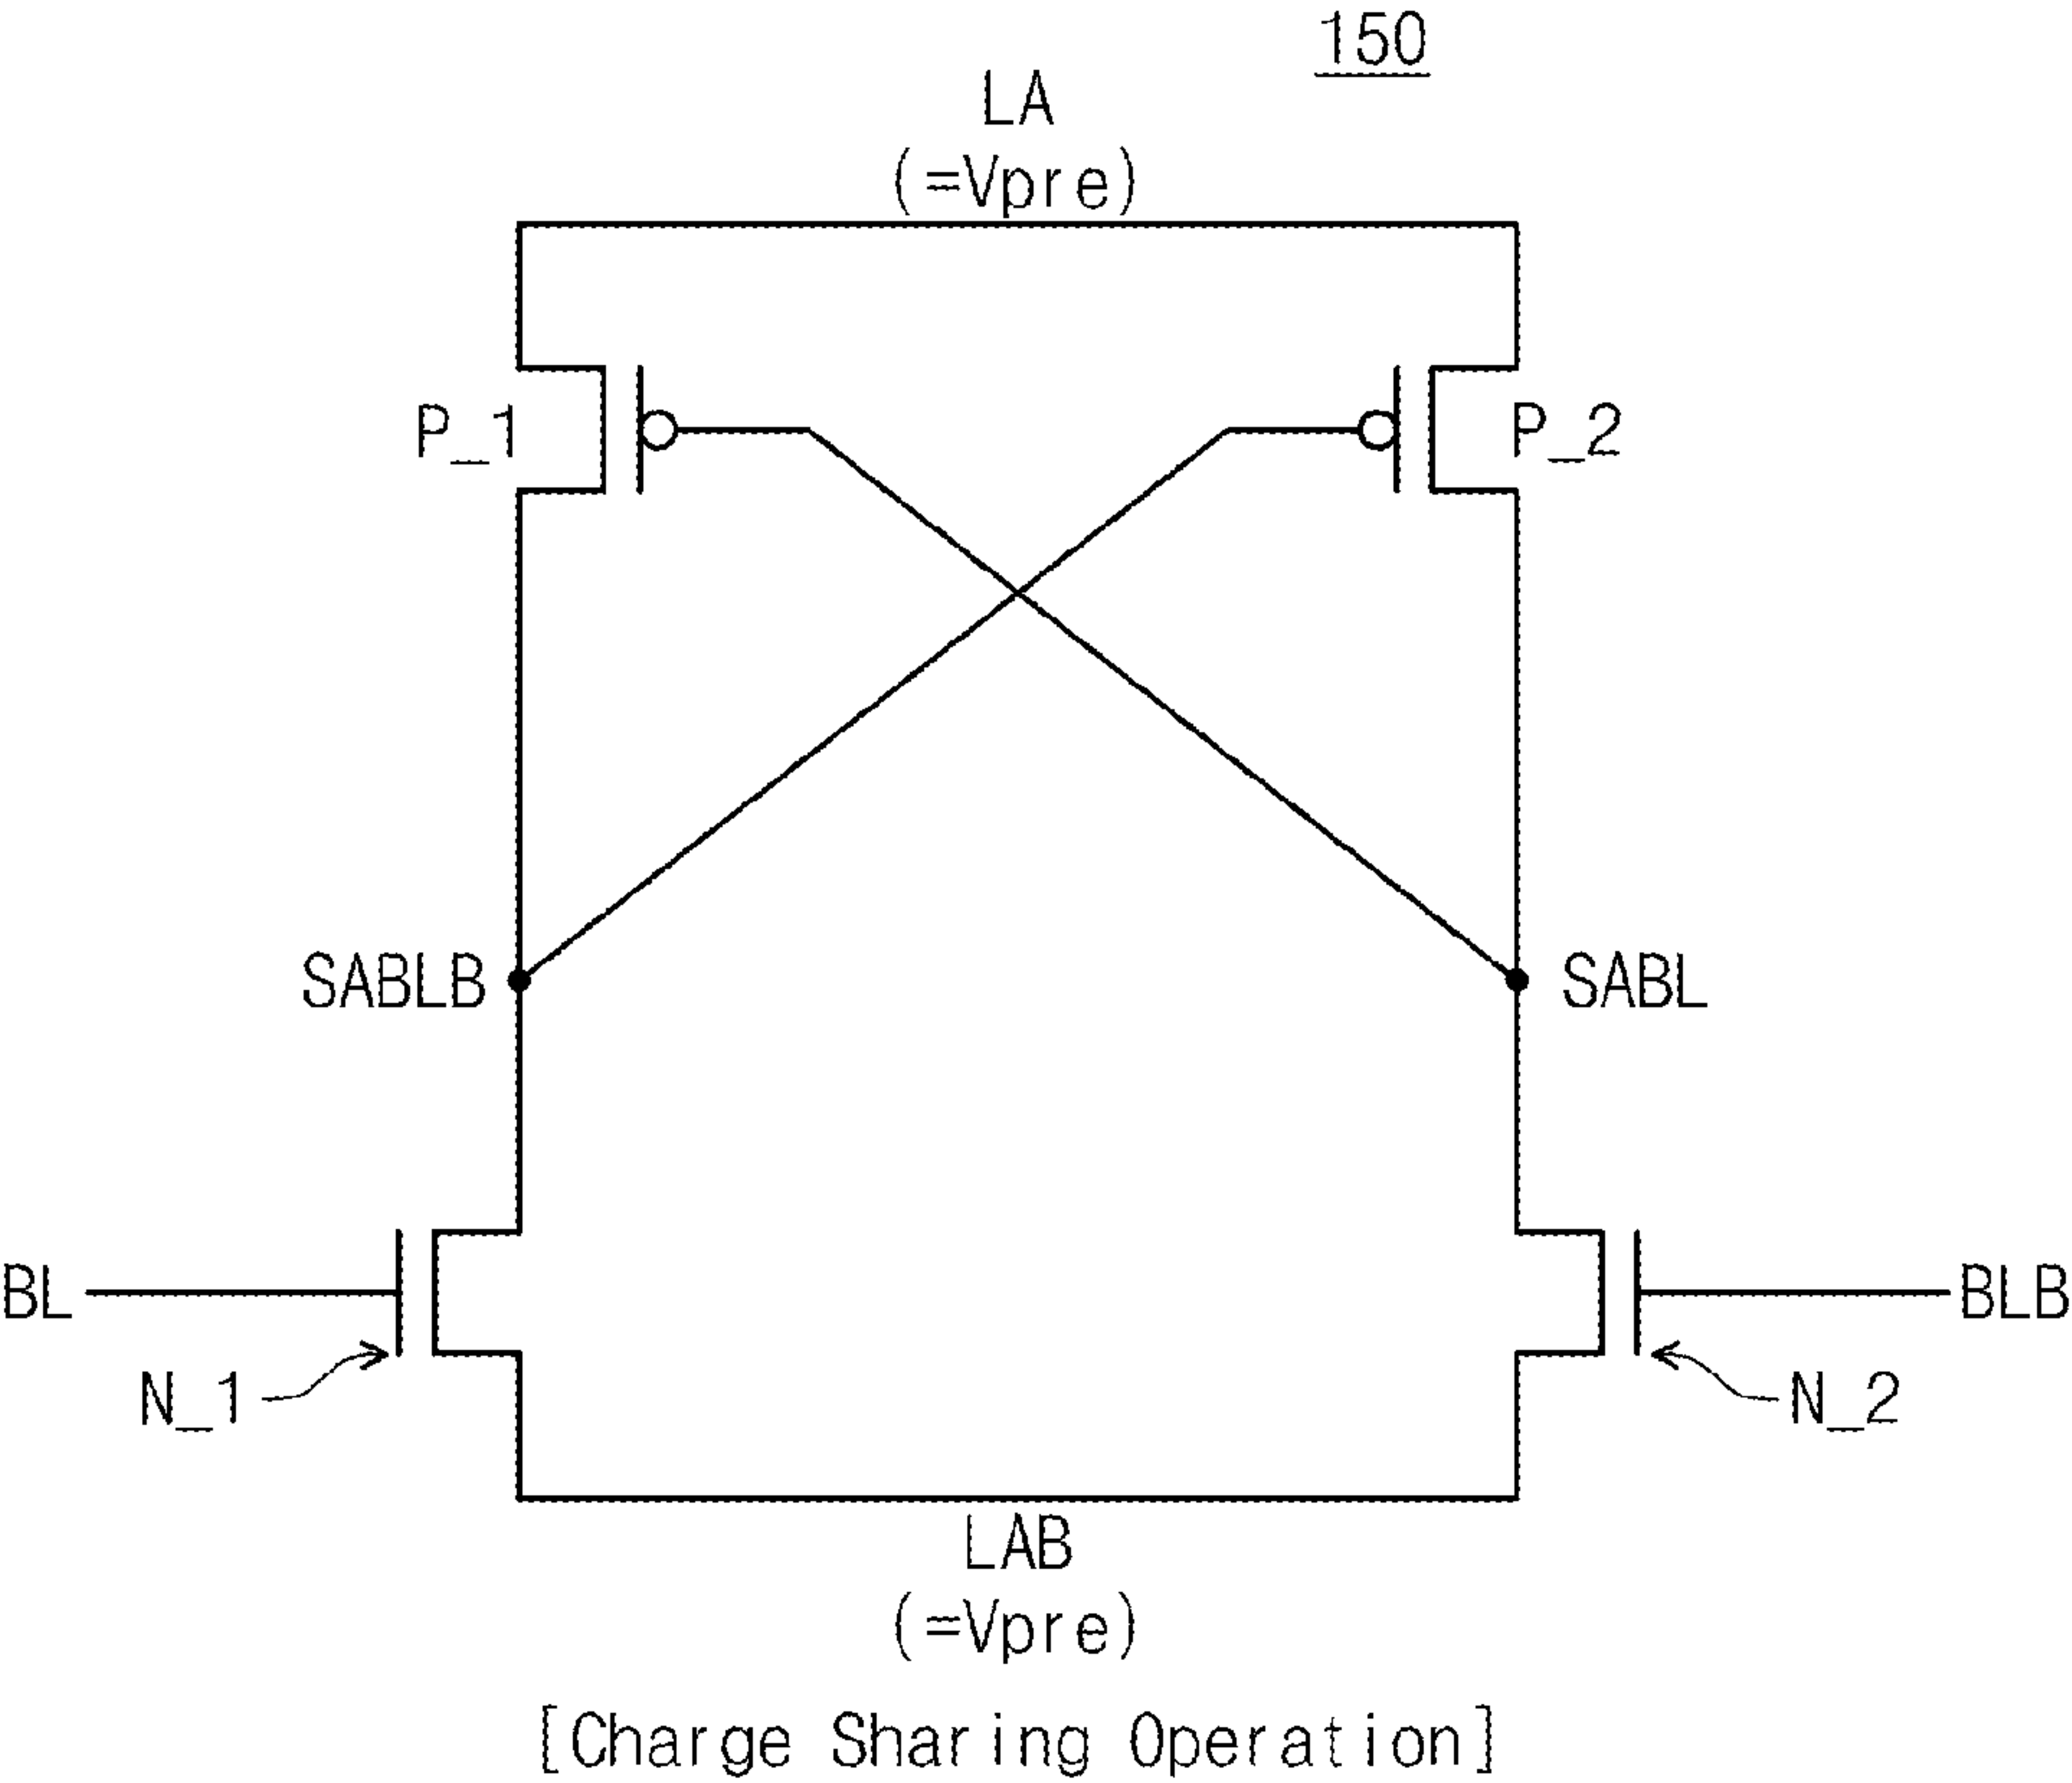 150
LA
(=Vpre)
P_1
P_2
SABLB
SABL
BL
BLB
N_1
N_2
LAB
(=Vpre)
[Charge Sharing Operation]